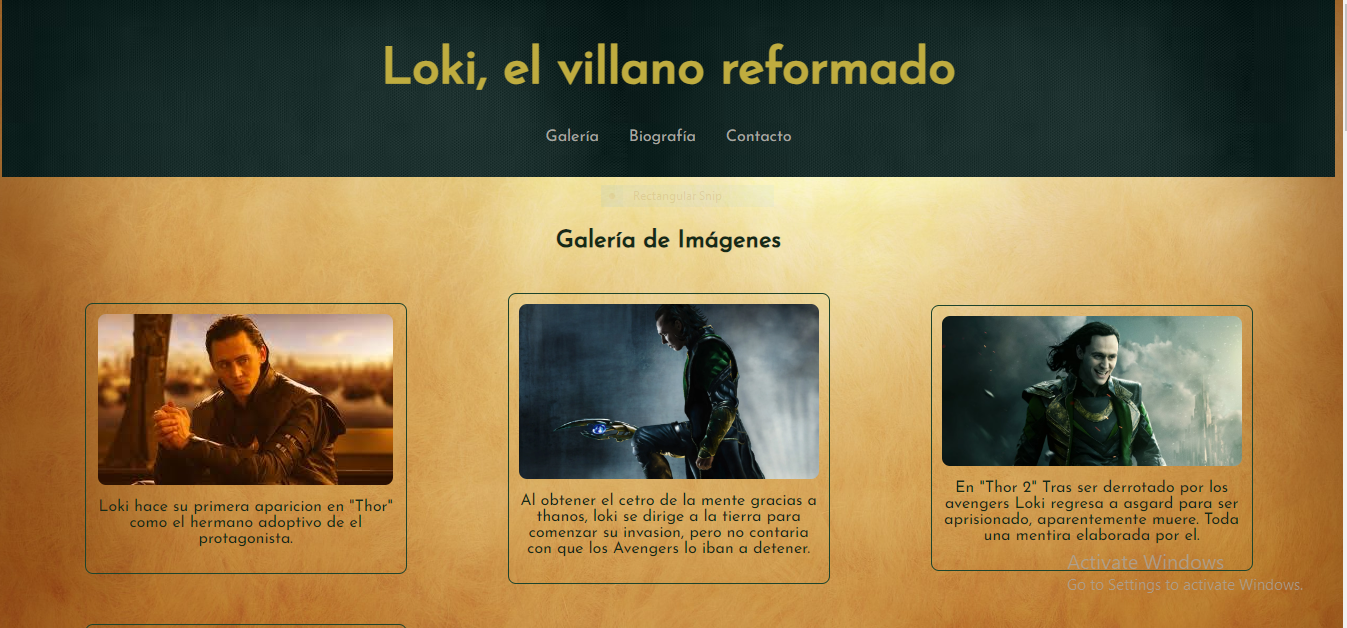 Loki, el villano reformado
Galería
Biografía
Contacto
Rectangular Snip
Galería de Imágenes
Loki hace su primera aparicion en "Thor"
como el hermano adoptivo de el
protagonista.
Al obtener el cetro de la mente gracias a
thanos, loki se dirige a la tierra para
comenzar su invasion, pero no contaria
con que los Avengers lo iban a detener.
En "Thor 2" Tras ser derrotado por los
avengers Loki regresa a asgard para ser
aprisionado, aparentemente muere. Toda
una mentira elaborada por el.
Activate Windows
Go to Settings to activate Windows.